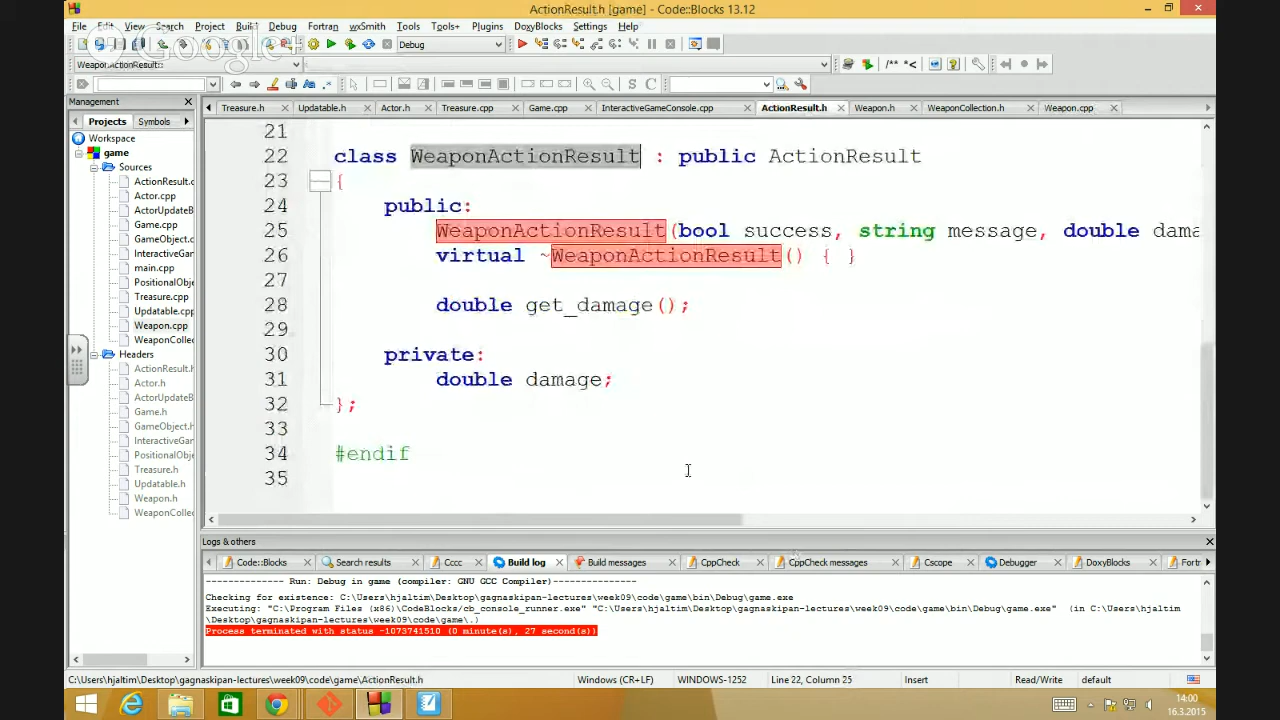 ActionResult.h [game] - Code::Blocks 13.12
File Edit View Search Project Build Debug Fortran wxSmith Tools Tools+ Plugins DoxyBlocks Settings Help
Google+
Debug
WeaponActionResult::
/** *<
S C
Management
Projects Symbols
Workspace
game
Sources
ActionResult.c
Actor.cpp
ActorUpdateB
Game.cpp
GameObject.c
InteractiveGam
main.cpp
PositionalObj
Treasure.cpp
Updatable.cpp
Weapon.cpp
WeaponCollec
Headers
ActionResult.h
Actor.h
ActorUpdateB
Game.h
GameObject.h
InteractiveGar
PositionalObj
Treasure.h
Updatable.h
Weapon.h
WeaponCollec
Treasure.h Updatable.h Actor.h Treasure.cpp Game.cpp InteractiveGameConsole.cpp ActionResult.h Weapon.h WeaponCollection.h Weapon.cpp
21
22 class WeaponActionResult : public ActionResult
23 {
24 public:
25 WeaponActionResult(bool success, string message, double dama
26 virtual ~WeaponActionResult() { }
27
28 double get_damage();
29
30 private:
31 double damage;
32 };
33
34 #endif
35
Logs & others
Code::Blocks Search results Cccc Build log Build messages CppCheck CppCheck messages Cscope Debugger DoxyBlocks Fortr
-------------- Run: Debug in game (compiler: GNU GCC Compiler)---------------
Checking for existence: C:\Users\hjaltim\Desktop\gagnaskipan-lectures\week09\code\game\bin\Debug\game.exe
Executing: "C:\Program Files (x86)\CodeBlocks/cb_console_runner.exe" "C:\Users\hjaltim\Desktop\gagnaskipan-lectures\week09\code\game\bin\Debug\game.exe" (in C:\Users\hjaltim
\Desktop\gagnaskipan-lectures\week09\code\game\.)
Process terminated with status -1073741510 (0 minute(s), 27 second(s))
C:\Users\hjaltim\Desktop\gagnaskipan-lectures\week09\code\game\ActionResult.h Windows (CR+LF) WINDOWS-1252 Line 22, Column 25 Insert Read/Write default
14:00
16.3.2015